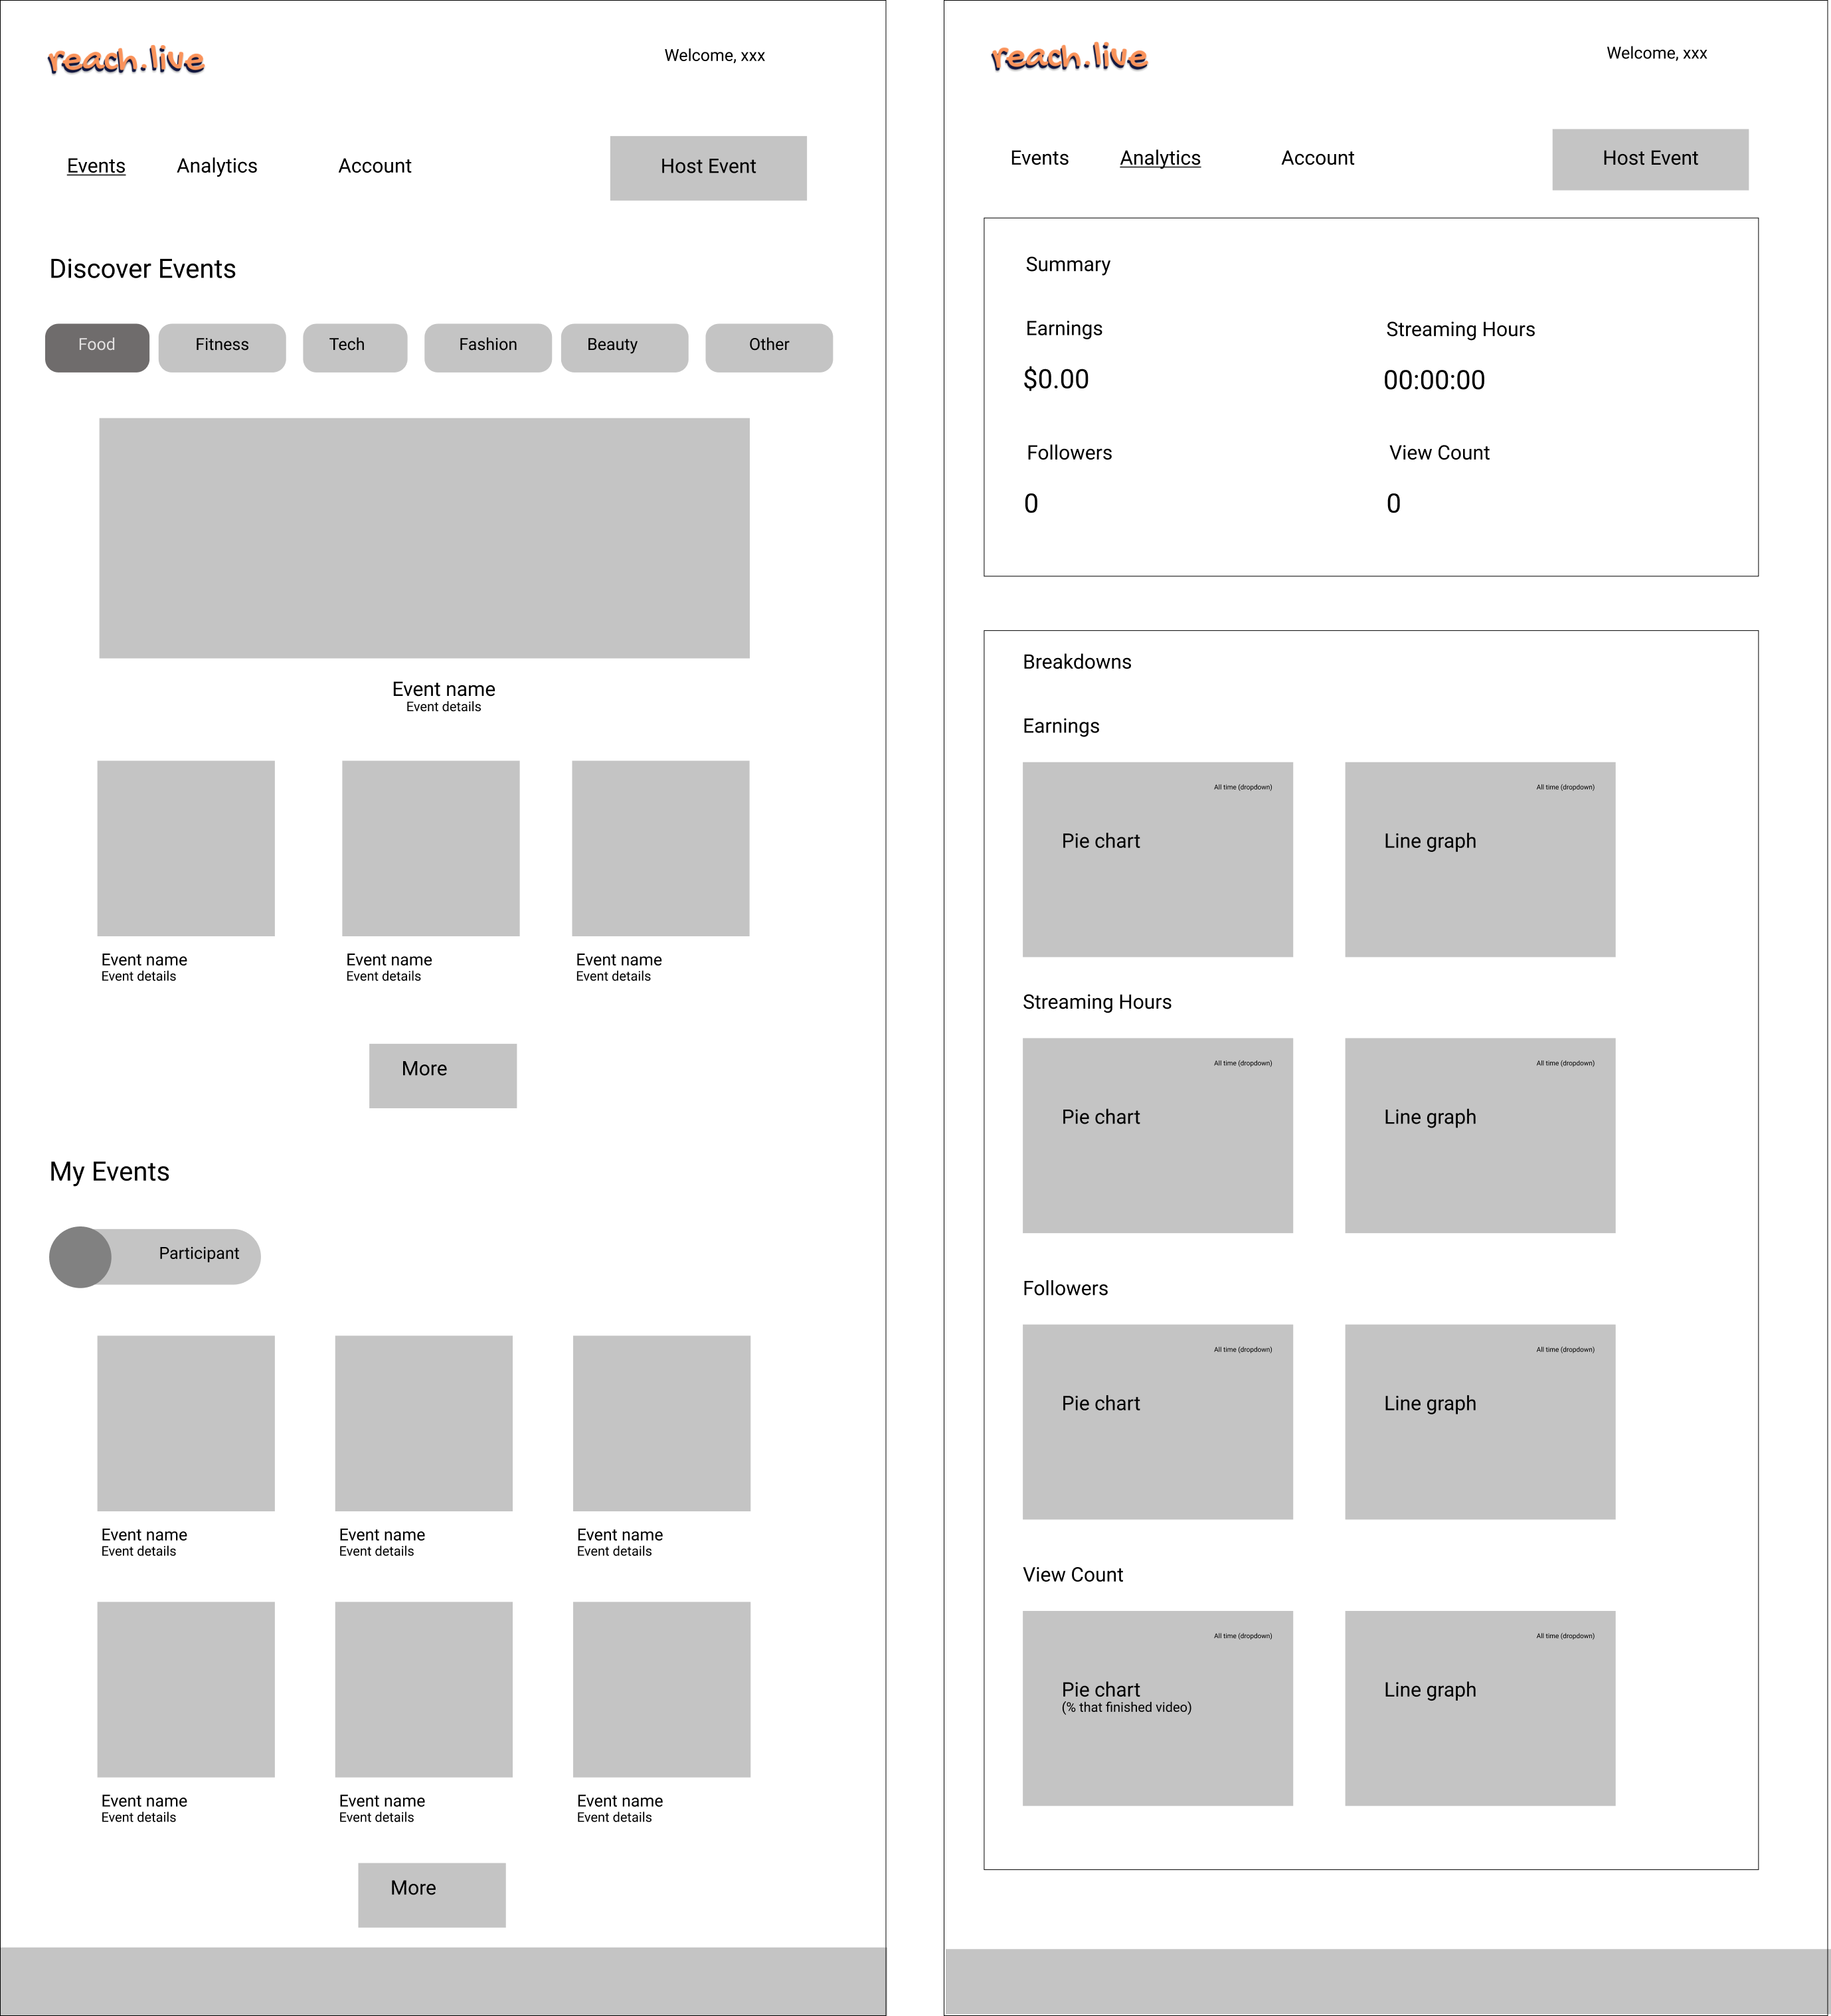 reach.live
Welcome, xxx
Events Analytics Account Host Event
Discover Events
Food Fitness Tech Fashion Beauty Other
Event name
Event details
Event name Event name Event name
Event details Event details Event details
More
My Events
Participant
Event name Event name Event name
Event details Event details Event details
Event name Event name Event name
Event details Event details Event details
More
reach.live
Welcome, xxx
Events Analytics Account Host Event
Summary
Earnings Streaming Hours
$0.00 00:00:00
Followers View Count
0 0
Breakdowns
Earnings
All time (dropdown) All time (dropdown)
Pie chart Line graph
Streaming Hours
All time (dropdown) All time (dropdown)
Pie chart Line graph
Followers
All time (dropdown) All time (dropdown)
Pie chart Line graph
View Count
All time (dropdown) All time (dropdown)
Pie chart Line graph
(% that finished video)